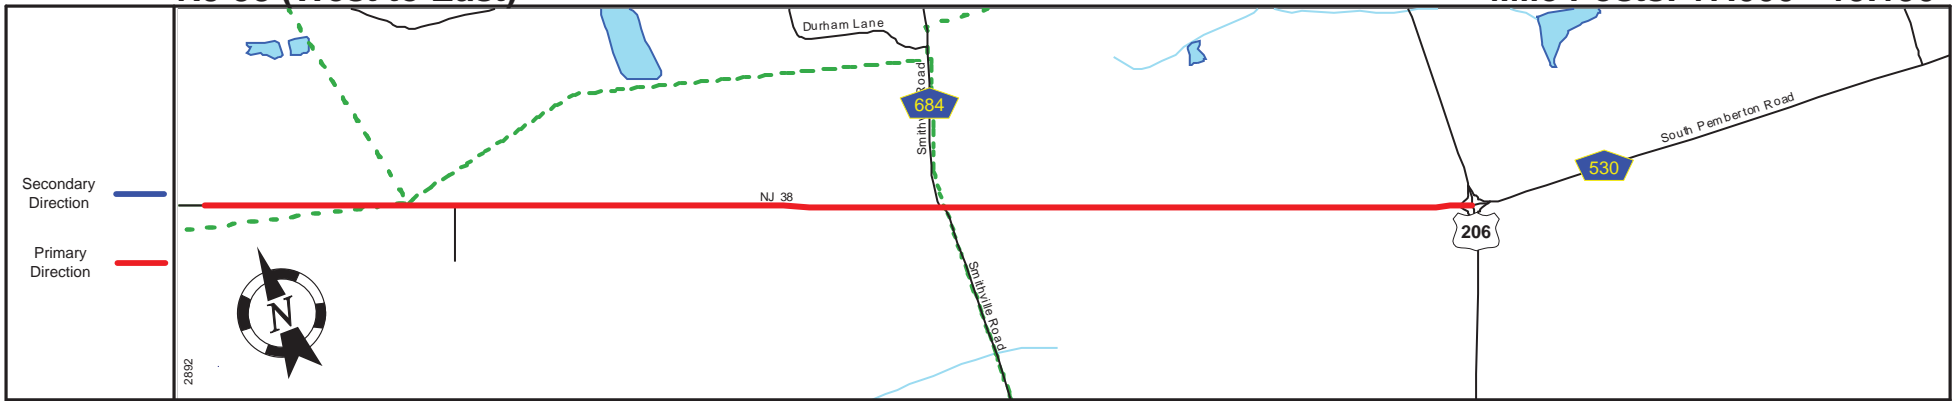 Durham Lane
Smithville Road
684
South Pemberton Road
530
Secondary
Direction
NJ 38
206
Primary
Direction
N
Smithville Road
2892